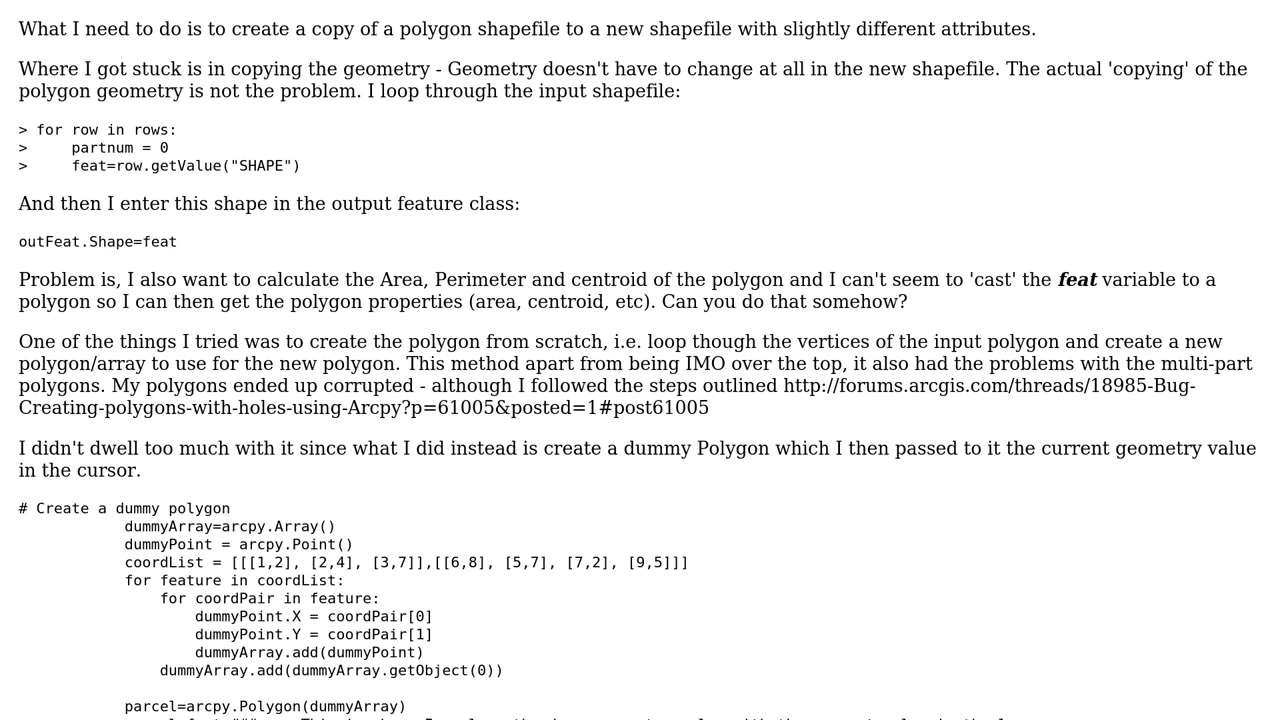 What I need to do is to create a copy of a polygon shapefile to a new shapefile with slightly different attributes.
Where I got stuck is in copying the geometry - Geometry doesn't have to change at all in the new shapefile. The actual 'copying' of the
polygon geometry is not the problem. I loop through the input shapefile:
> for row in rows:
>     partnum = 0
>     feat=row.getValue("SHAPE")
And then I enter this shape in the output feature class:
outFeat.Shape=feat
Problem is, I also want to calculate the Area, Perimeter and centroid of the polygon and I can't seem to 'cast' the feat variable to a
polygon so I can then get the polygon properties (area, centroid, etc). Can you do that somehow?
One of the things I tried was to create the polygon from scratch, i.e. loop though the vertices of the input polygon and create a new
polygon/array to use for the new polygon. This method apart from being IMO over the top, it also had the problems with the multi-part
polygons. My polygons ended up corrupted - although I followed the steps outlined http://forums.arcgis.com/threads/18985-Bug-
Creating-polygons-with-holes-using-Arcpy?p=61005&posted=1#post61005
I didn't dwell too much with it since what I did instead is create a dummy Polygon which I then passed to it the current geometry value
in the cursor.
# Create a dummy polygon
            dummyArray=arcpy.Array()
            dummyPoint = arcpy.Point()
            coordList = [[[1,2], [2,4], [3,7]],[[6,8], [5,7], [7,2], [9,5]]]
            for feature in coordList:
                for coordPair in feature:
                    dummyPoint.X = coordPair[0]
                    dummyPoint.Y = coordPair[1]
                    dummyArray.add(dummyPoint)
                dummyArray.add(dummyArray.getObject(0))
            parcel=arcpy.Polygon(dummyArray)